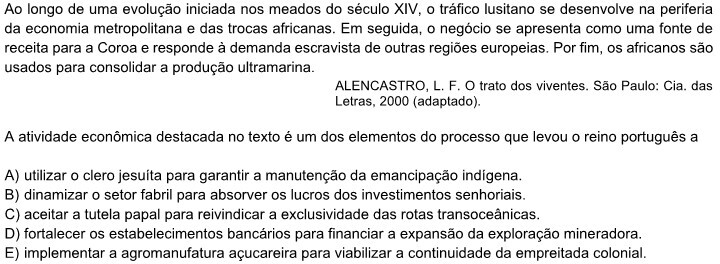 Ao longo de uma evolução iniciada nos meados do século XIV, o tráfico lusitano se desenvolve na periferia
da economia metropolitana e das trocas africanas. Em seguida, o negócio se apresenta como uma fonte de
receita para a Coroa e responde à demanda escravista de outras regiões europeias. Por fim, os africanos são
usados para consolidar a produção ultramarina.
ALENCASTRO, L. F. O trato dos viventes. São Paulo: Cia. das
Letras, 2000 (adaptado).
A atividade econômica destacada no texto é um dos elementos do processo que levou o reino português a
A) utilizar o clero jesuíta para garantir a manutenção da emancipação indígena.
B) dinamizar o setor fabril para absorver os lucros dos investimentos senhoriais.
C) aceitar a tutela papal para reivindicar a exclusividade das rotas transoceânicas.
D) fortalecer os estabelecimentos bancários para financiar a expansão da exploração mineradora.
E) implementar a agromanufatura açucareira para viabilizar a continuidade da empreitada colonial.